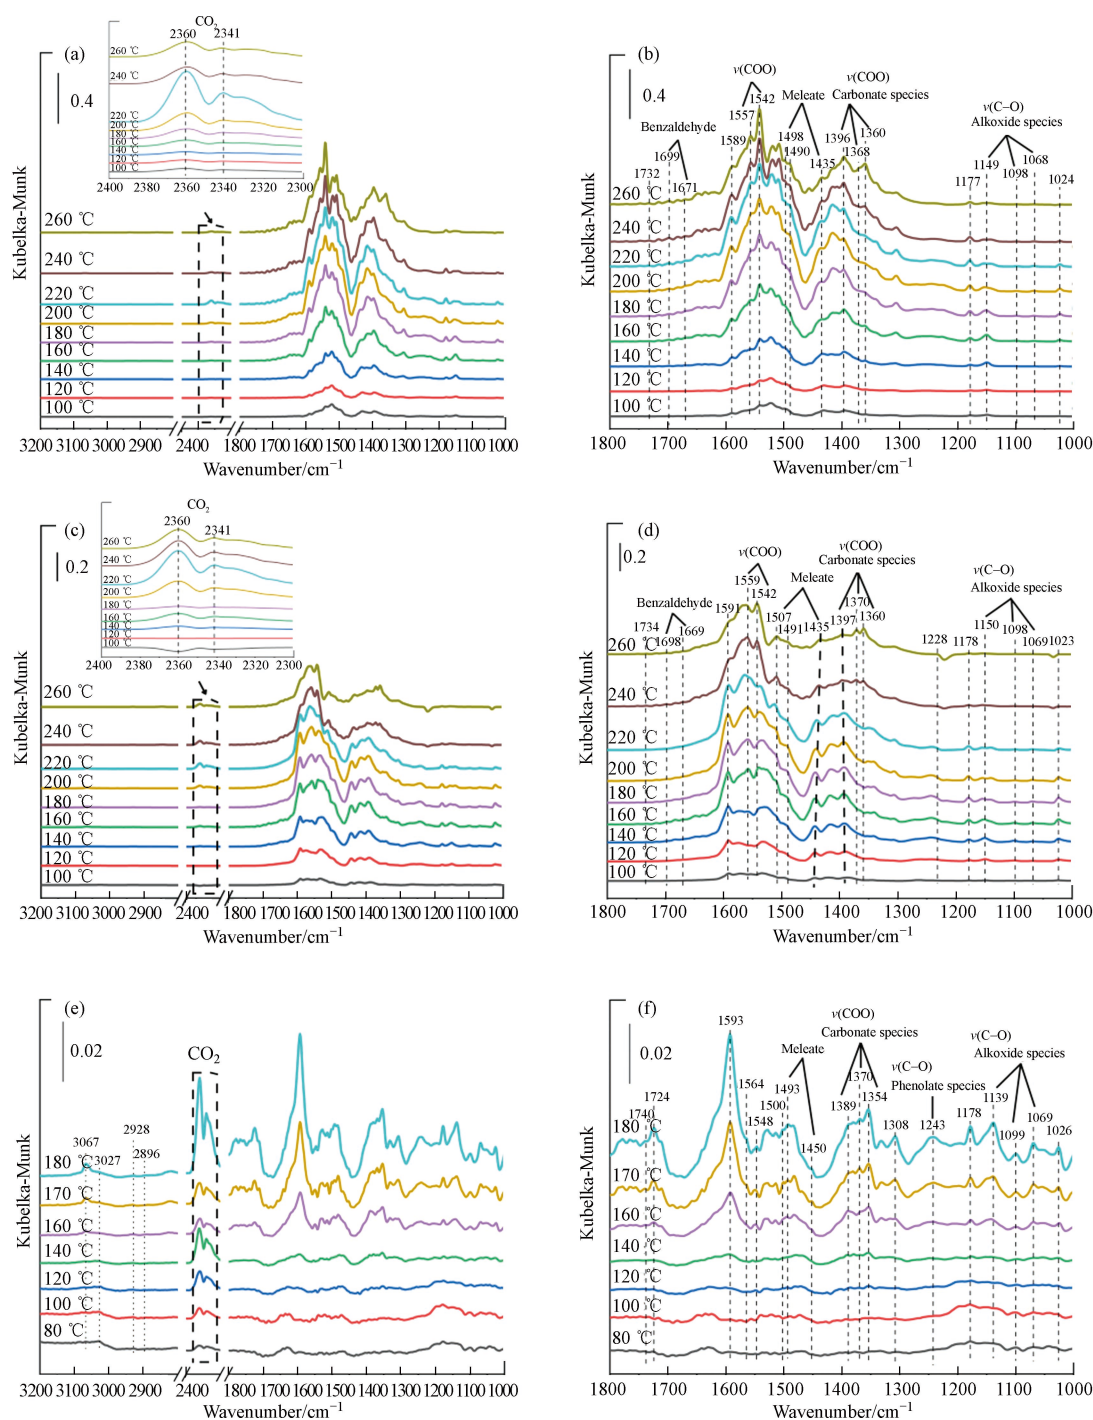 (a)
CO2
2360 2341
260 ℃
240 ℃
220 ℃
200 ℃
180 ℃
160 ℃
140 ℃
120 ℃
100 ℃
2400 2380 2360 2340 2320 2300
0.4
Kubelka-Munk
260 ℃
240 ℃
220 ℃
200 ℃
180 ℃
160 ℃
140 ℃
120 ℃
100 ℃
3200 3100 3000 2900 2400 1800 1600 1500 1400 1300 1200 1100 1000
Wavenumber/cm−1
(b)
0.4
Kubelka-Munk
ν(COO)
1542
1557
1589
Meleate
1498
1490
1435
ν(COO)
Carbonate species
1396
1360
1368
ν(C−O)
Alkoxide species
1068
1149
1098
1177
1024
Benzaldehyde
1699
1732
1671
260 ℃
240 ℃
220 ℃
200 ℃
180 ℃
160 ℃
140 ℃
120 ℃
100 ℃
1800 1700 1600 1500 1400 1300 1200 1100 1000
Wavenumber/cm−1
(c)
CO2
2360 2341
260 ℃
240 ℃
220 ℃
200 ℃
180 ℃
160 ℃
140 ℃
120 ℃
100 ℃
2400 2380 2360 2340 2320 2300
0.2
Kubelka-Munk
260 ℃
240 ℃
220 ℃
200 ℃
180 ℃
160 ℃
140 ℃
120 ℃
100 ℃
3200 3100 3000 2900 2400 1800 1600 1500 1400 1300 1200 1100 1000
Wavenumber/cm−1
(d)
0.2
Kubelka-Munk
ν(COO)
1559
1542
1591
Meleate
1507
1491
1435
ν(COO)
Carbonate species
1370
1397
1360
ν(C−O)
Alkoxide species
1228
1178
1150
1098
1069
1023
Benzaldehyde
1734
1698
1669
260 ℃
240 ℃
220 ℃
200 ℃
180 ℃
160 ℃
140 ℃
120 ℃
100 ℃
1800 1700 1600 1500 1400 1300 1200 1100 1000
Wavenumber/cm−1
(e)
0.02
CO2
Kubelka-Munk
3067
3027
2928
2896
180 ℃
170 ℃
160 ℃
140 ℃
120 ℃
100 ℃
80 ℃
3200 3100 3000 2900 2400 1800 1600 1500 1400 1300 1200 1100 1000
Wavenumber/cm−1
(f)
0.02
Kubelka-Munk
1593
1564
1548
1500
1493
Meleate
1450
ν(COO)
Carbonate species
1370
1389
1354
ν(C−O)
Phenolate species
1308
1243
ν(C−O)
Alkoxide species
1139
1178
1099
1069
1026
1724
1740
180 ℃
170 ℃
160 ℃
140 ℃
120 ℃
100 ℃
80 ℃
1800 1700 1600 1500 1400 1300 1200 1100 1000
Wavenumber/cm−1